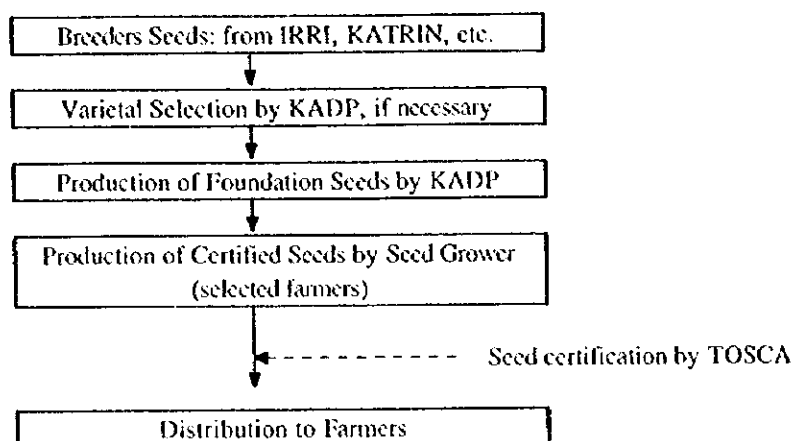 Breeders Seeds: from IRRI, KATRIN, etc.
Varietal Selection by KADP, if necessary
Production of Foundation Seeds by KADP
Production of Certified Seeds by Seed Grower
(selected farmers)
Seed certification by TOSCA
Distribution to Farmers